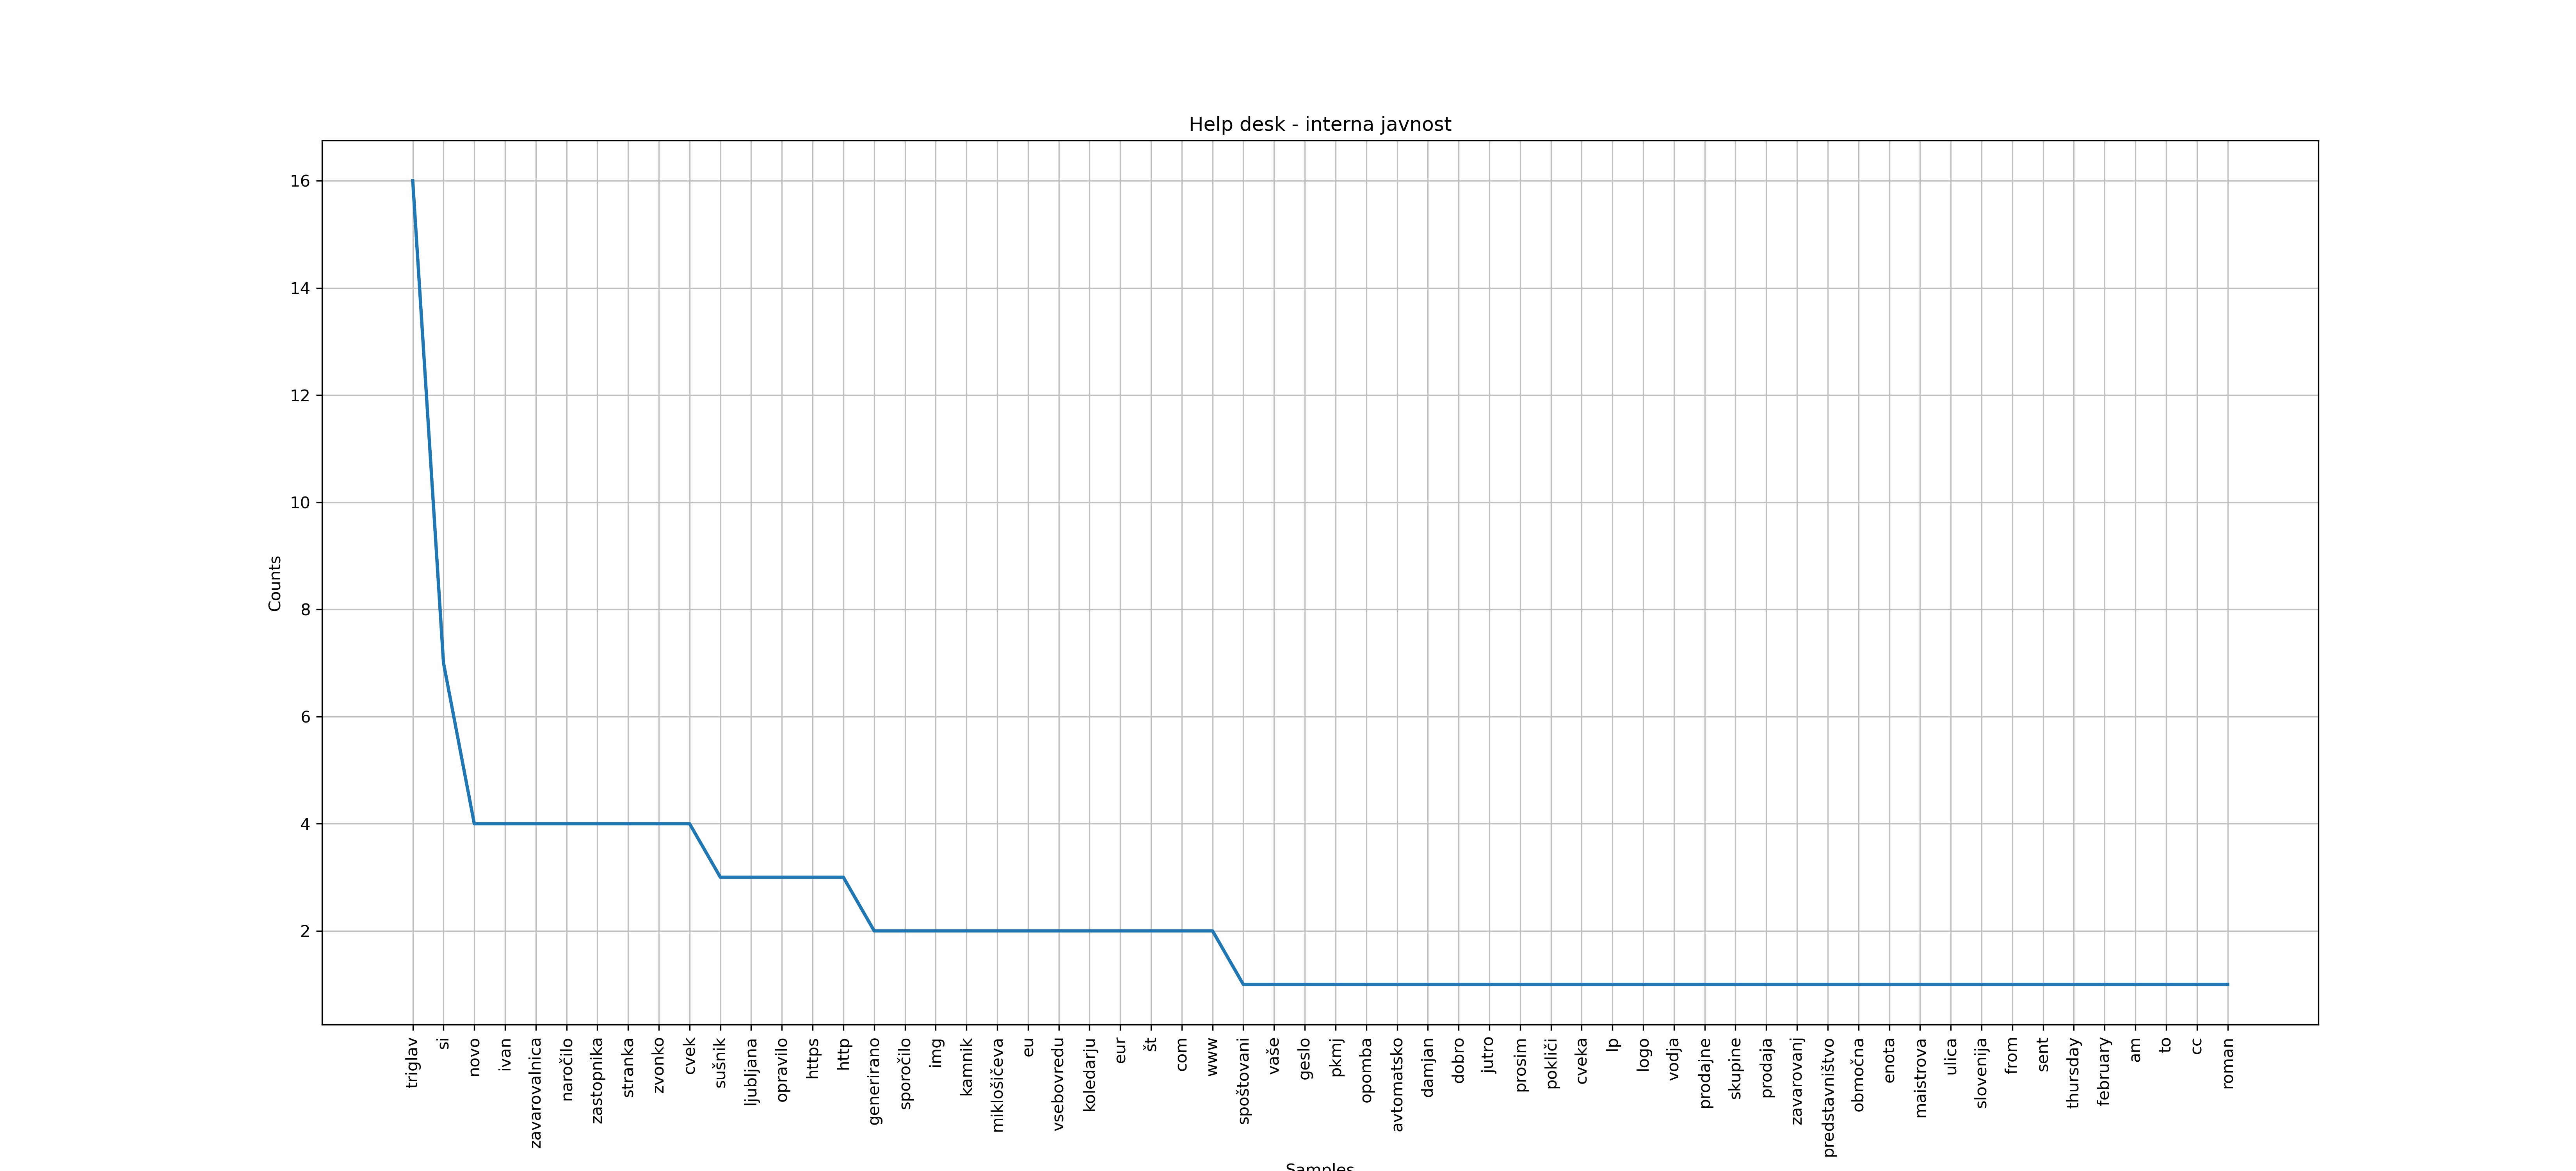 Help desk - interna javnost
16
14
12
10
8
6
4
2
Counts
triglav
si
novo
ivan
zavarovalnica
naročilo
zastopnika
stranka
zvonko
cvek
sušnik
ljubljana
opravilo
https
http
generirano
sporočilo
img
kamnik
miklošičeva
eu
vsebovredu
koledarju
eur
št
com
www
spoštovani
vaše
geslo
pkmj
opomba
avtomatsko
damjan
dobro
jutro
prosim
pokliči
cveka
lp
logo
vodja
prodajne
skupine
prodaja
zavarovanj
predstavništvo
območna
enota
maistrova
ulica
slovenija
from
sent
thursday
february
am
to
cc
roman
Samples